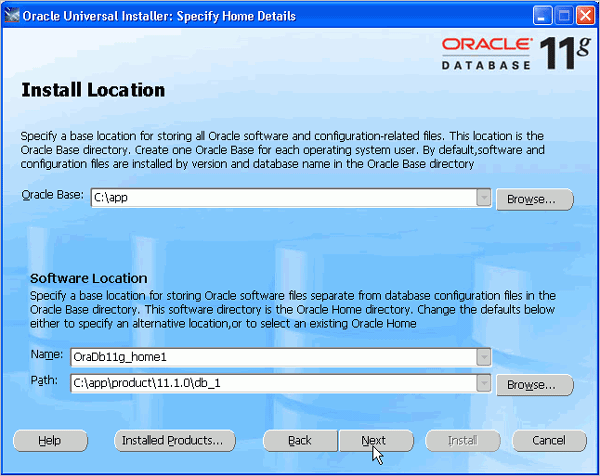 Oracle Universal Installer: Specify Home Details
ORACLE
DATABASE 11g
Install Location
Specify a base location for storing all Oracle software and configuration-related files. This location is the
Oracle Base directory. Create one Oracle Base for each operating system user. By default,software and
configuration files are installed by version and database name in the Oracle Base directory
Oracle Base: C:\app Browse...
Software Location
Specify a base location for storing Oracle software files separate from database configuration files in the
Oracle Base directory. This software directory is the Oracle Home directory. Change the defaults below
either to specify an alternative location,or to select an existing Oracle Home
Name: OraDb11g_home1
Path: C:\app\product\11.1.0\db_1 Browse...
Help Installed Products... Back Next Install Cancel